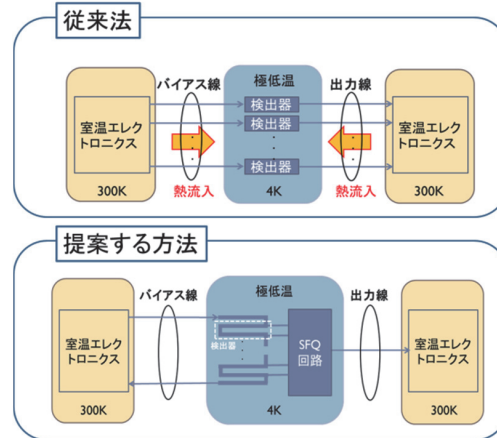 従来法
バイアス線
極低温
出力線
検出器
検出器
検出器
室温エレク
トロニクス
室温エレク
トロニクス
熱流入
熱流入
300K
4K
300K
提案する方法
バイアス線
極低温
出力線
室温エレク
トロニクス
検出器
SFQ
回路
室温エレク
トロニクス
300K
4K
300K